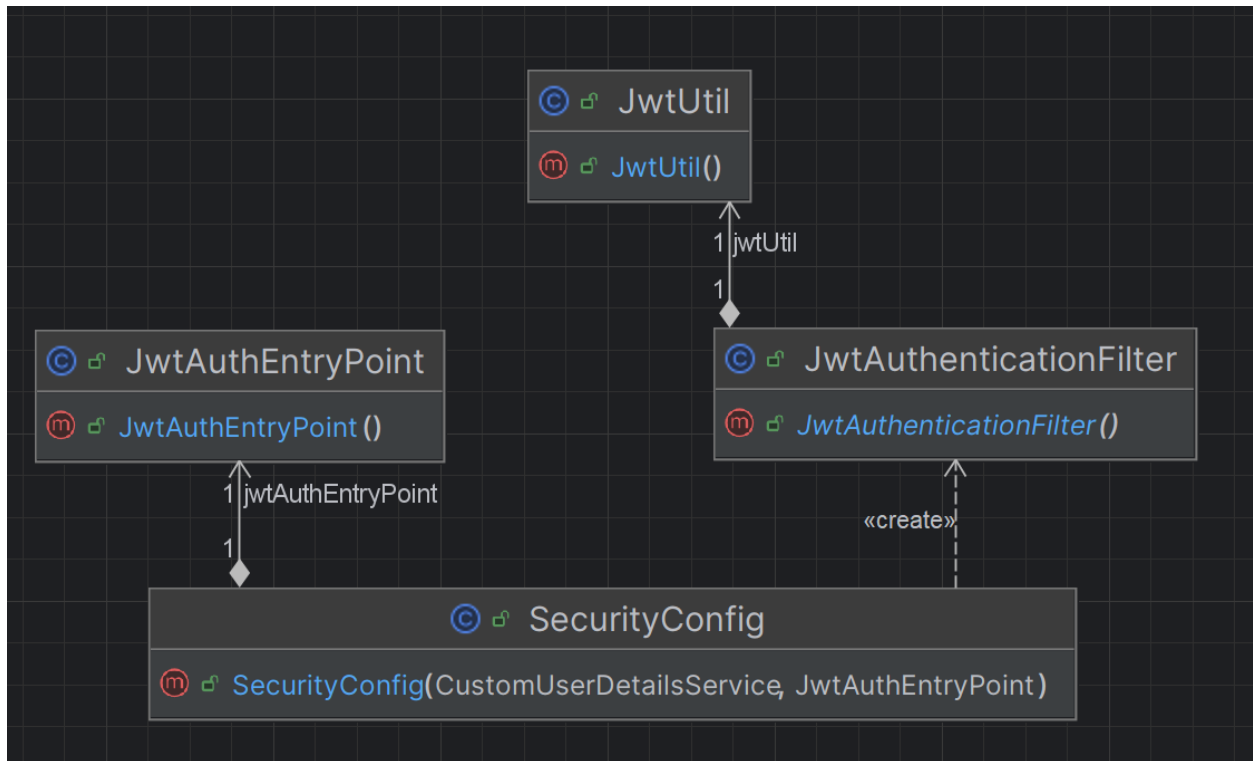 JwtUtil
JwtUtil()
1 jwtUtil
1
JwtAuthEntryPoint
JwtAuthEntryPoint()
JwtAuthenticationFilter
JwtAuthenticationFilter()
1 jwtAuthEntryPoint
1
«create»
SecurityConfig
SecurityConfig(CustomUserDetailsService, JwtAuthEntryPoint)